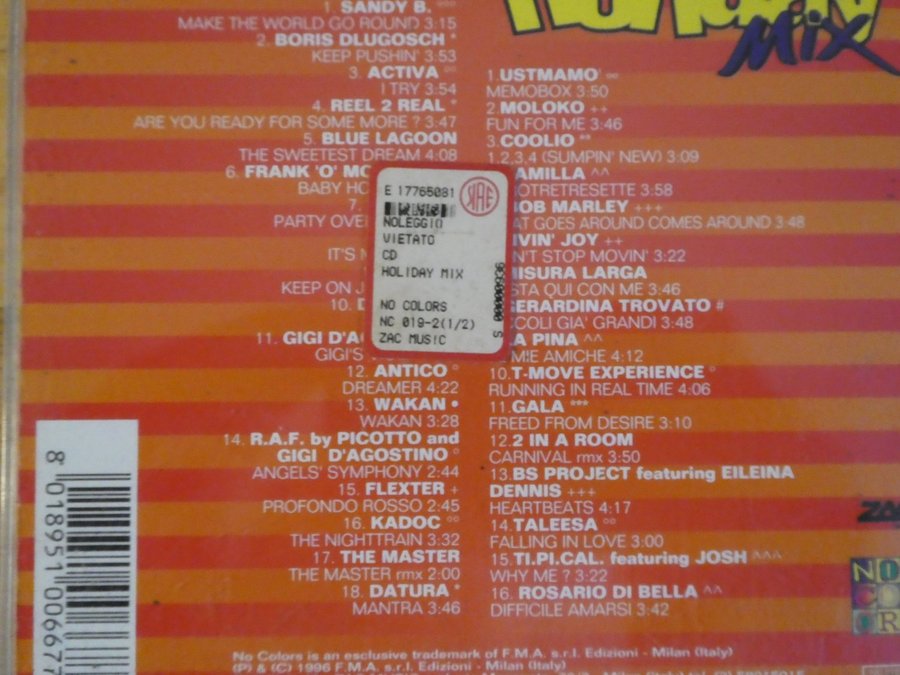 Mix
1. SANDY B. °°°
MAKE THE WORLD GO ROUND 3:15
2. BORIS DLUGOSCH *
KEEP PUSHIN' 3:53
3. ACTIVA °°
I TRY 3:54
4. REEL 2 REAL *
ARE YOU READY FOR SOME MORE ? 3:47
5. BLUE LAGOON
THE SWEETEST DREAM 4:08
6. FRANK 'O'
BABY
7.
PARTY
IT'S
KEEP ON
10.
11. GIGI
GIGI'S
12. ANTICO °
DREAMER 4:22
13. WAKAN •
WAKAN 3:28
14. R.A.F. by PICOTTO and
GIGI D'AGOSTINO °
ANGELS' SYMPHONY 2:44
15. FLEXTER +
PROFONDO ROSSO 2:45
16. KADOC °°
THE NIGHTTRAIN 3:32
17. THE MASTER
THE MASTER rmx 2:00
18. DATURA *
MANTRA 3:46
1.USTMAMO' °°
MEMOBOX 3:50
2.MOLOKO ++
FUN FOR ME 3:46
3.COOLIO **
1,2,3,4 (SUMPIN' NEW) 3:09
AMILLA ^^
OTRETRESETTE 3:58
OB MARLEY +++
AT GOES AROUND COMES AROUND 3:48
IVIN' JOY ++
N'T STOP MOVIN' 3:22
MISURA LARGA
STA QUI CON ME 3:46
GERARDINA TROVATO #
CCOLI GIA' GRANDI 3:48
A PINA ^^
MIE AMICHE 4:12
10.T-MOVE EXPERIENCE °
RUNNING IN REAL TIME 4:06
11.GALA ***
FREED FROM DESIRE 3:10
12.2 IN A ROOM
CARNIVAL rmx 3:50
13.BS PROJECT featuring EILEINA
DENNIS +++
HEARTBEATS 4:17
14.TALEESA °°
FALLING IN LOVE 3:00
15.TI.PI.CAL. featuring JOSH ^^^
WHY ME ? 3:22
16. ROSARIO DI BELLA ^^
DIFFICILE AMARSI 3:42
E 17765081
NOLEGGIO
VIETATO
CD
HOLIDAY MIX
NO COLORS
NC 019-2(1/2)
ZAC MUSIC
S 00000936
8 018951 00667
No Colors is an exclusive trademark of F.M.A. s.r.l. Edizioni - Milan (Italy)
(P) & (C) 1996 F.M.A. s.r.l. Edizioni - Milan (Italy)